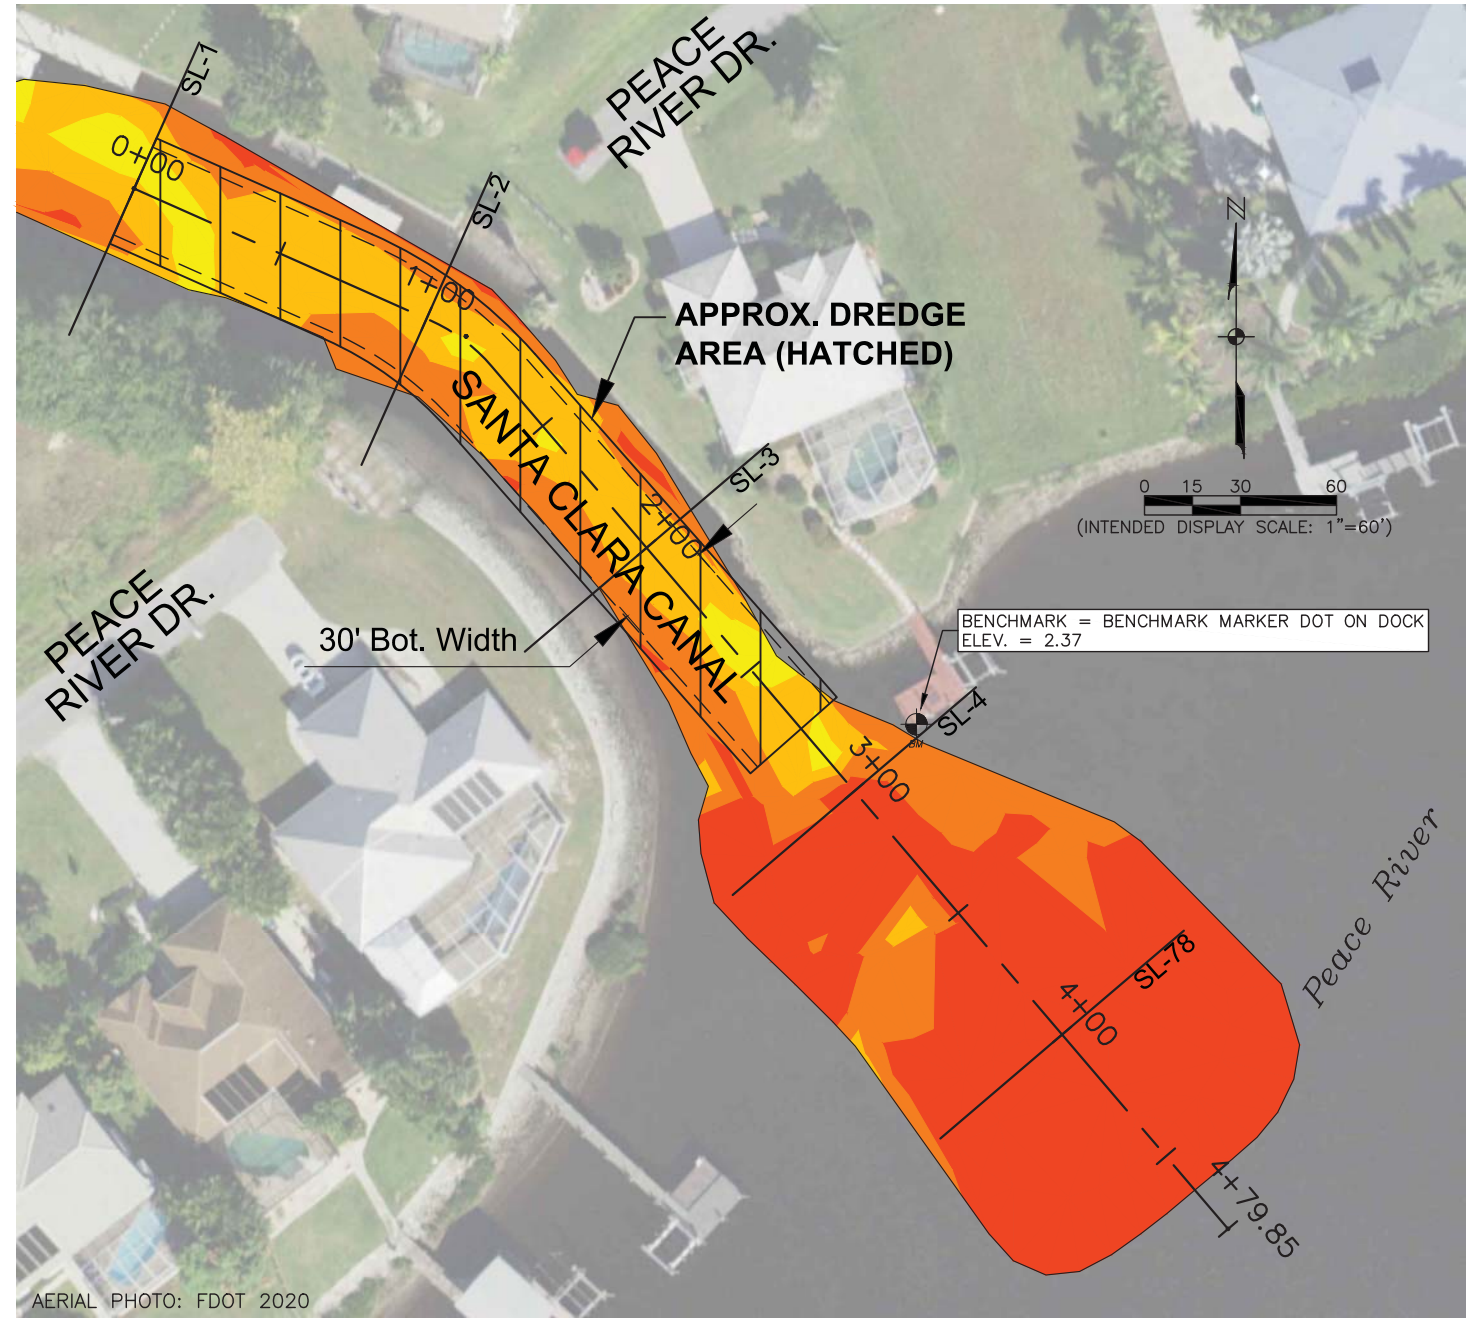 SL-1
0+00
PEACE
RIVER DR.
SL-2
1+00
N
APPROX. DREDGE
AREA (HATCHED)
SANTA CLARA CANAL
SL-3
2+00
0 15 30 60
(INTENDED DISPLAY SCALE: 1"=60')
PEACE
RIVER DR.
30' Bot. Width
BENCHMARK = BENCHMARK MARKER DOT ON DOCK
ELEV. = 2.37
SL-4
BM
3+00
Peace River
SL-78
4+00
4+79.85
AERIAL PHOTO: FDOT 2020